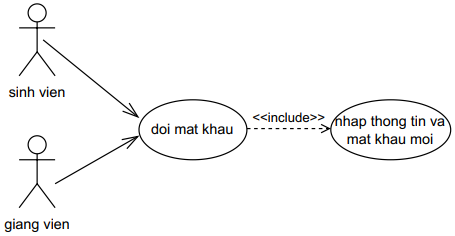 sinh vien
giang vien
doi mat khau
<<include>>
nhap thong tin va
mat khau moi